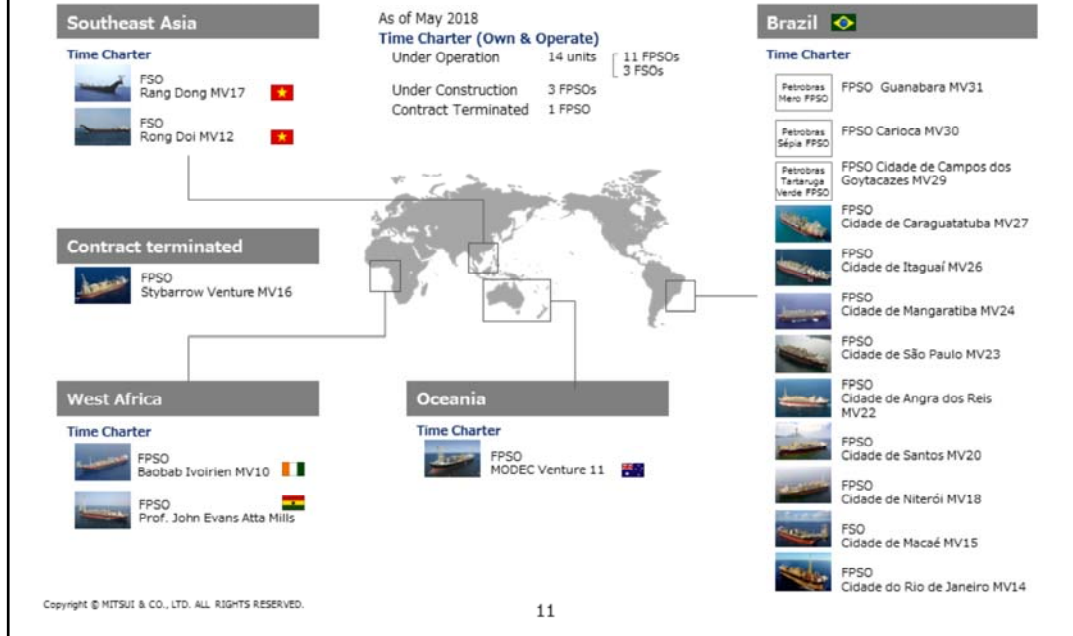 Southeast Asia
Time Charter
FSO
Rang Dong MV17
FSO
Rong Doi MV12
As of May 2018
Time Charter (Own & Operate)
Under Operation 14 units 11 FPSOs
3 FSOs
Under Construction 3 FPSOs
Contract Terminated 1 FPSO
Contract terminated
FPSO
Stybarrow Venture MV16
West Africa
Time Charter
FPSO
Baobab Ivoirien MV10
FPSO
Prof. John Evans Atta Mills
Oceania
Time Charter
FPSO
MODEC Venture 11
Brazil
Time Charter
Petrobras
Mero FPSO
FPSO Guanabara MV31
Petrobras
Sépia FPSO
FPSO Carioca MV30
Petrobras
Tartaruga
Verde FPSO
FPSO Cidade de Campos dos
Goytacazes MV29
FPSO
Cidade de Caraguatatuba MV27
FPSO
Cidade de Itaguaí MV26
FPSO
Cidade de Mangaratiba MV24
FPSO
Cidade de São Paulo MV23
FPSO
Cidade de Angra dos Reis
MV22
FPSO
Cidade de Santos MV20
FPSO
Cidade de Niterói MV18
FSO
Cidade de Macaé MV15
FPSO
Cidade do Rio de Janeiro MV14
Copyright © MITSUI & CO., LTD. ALL RIGHTS RESERVED.
11